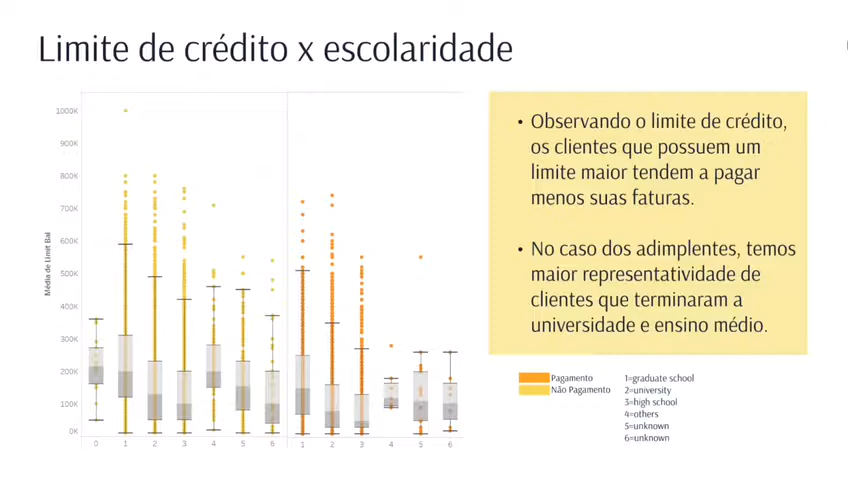 Limite de crédito x escolaridade
Média de Limit Bal
1000K
900K
800K
700K
600K
500K
400K
300K
200K
100K
0K
0 1 2 3 4 5 6 1 2 3 4 5 6
• Observando o limite de crédito,
os clientes que possuem um
limite maior tendem a pagar
menos suas faturas.
• No caso dos adimplentes, temos
maior representatividade de
clientes que terminaram a
universidade e ensino médio.
Pagamento
Não Pagamento
1=graduate school
2=university
3=high school
4=others
5=unknown
6=unknown